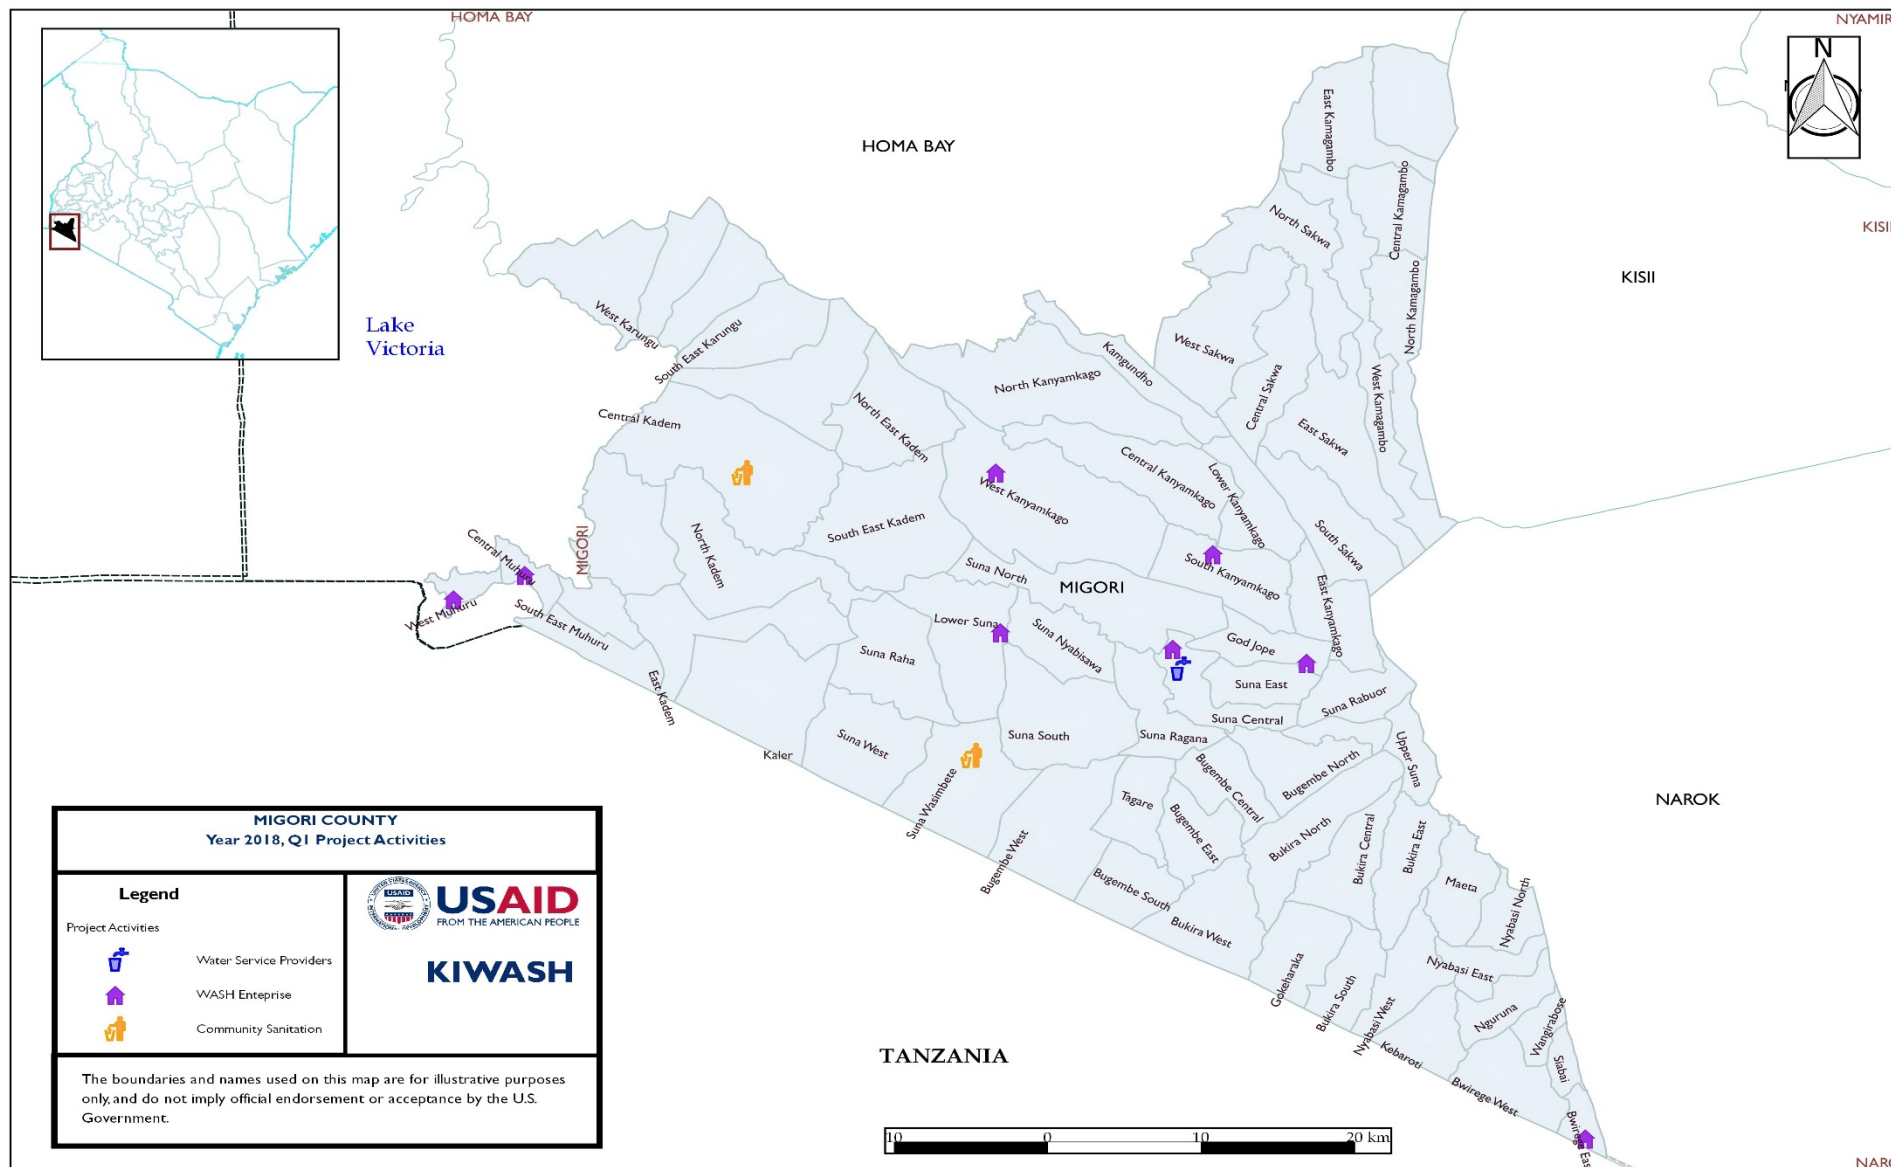 HOMA BAY
NYAMIR
N
East Kamagambo
HOMA BAY
Central Kamagambo
North Sakwa
KISII
KISII
North Kamagambo
Lake
Victoria
West Karungu
South East Karungu
West Sakwa
Kamgundho
North Kanyamkago
Central Sakwa
West Kamagambo
Central Kadem
North East Kadem
East Sakwa
Central Kanyamkago
Lower Kanyamkago
West Kanyamkago
South East Kadem
South Sakwa
MIGORI
North Kadem
Central Muhuru
Suna North
MIGORI
South Kanyamkago
East Kanyamkago
West Muhuru
South East Muhuru
Lower Suna
Suna Nyabisawa
God Jope
Suna Raha
Suna East
East Kadem
Suna Rabuor
Suna Central
Suna West
Suna South
Suna Ragana
Kaler
Upper Suna
Bugembe North
Bugembe Central
Suna Wasimbete
Tagare
NAROK
Bugembe East
Bugembe West
Bukira North
Bukira Central
Bukira East
Maeta
Bugembe South
Nyabasi North
Bukira West
Nyabasi East
Gokeharaka
Bukira South
Nyabasi West
Nguruna
Wangirabose
Kebaroti
Siabai
Bwirege West
Bwirege East
TANZANIA
MIGORI COUNTY
Year 2018, Q1 Project Activities
Legend
Project Activities
Water Service Providers
WASH Enteprise
Community Sanitation
USAID
USAID
FROM THE AMERICAN PEOPLE
KIWASH
The boundaries and names used on this map are for illustrative purposes
only, and do not imply official endorsement or acceptance by the U.S.
Government.
10 0 10 20 km